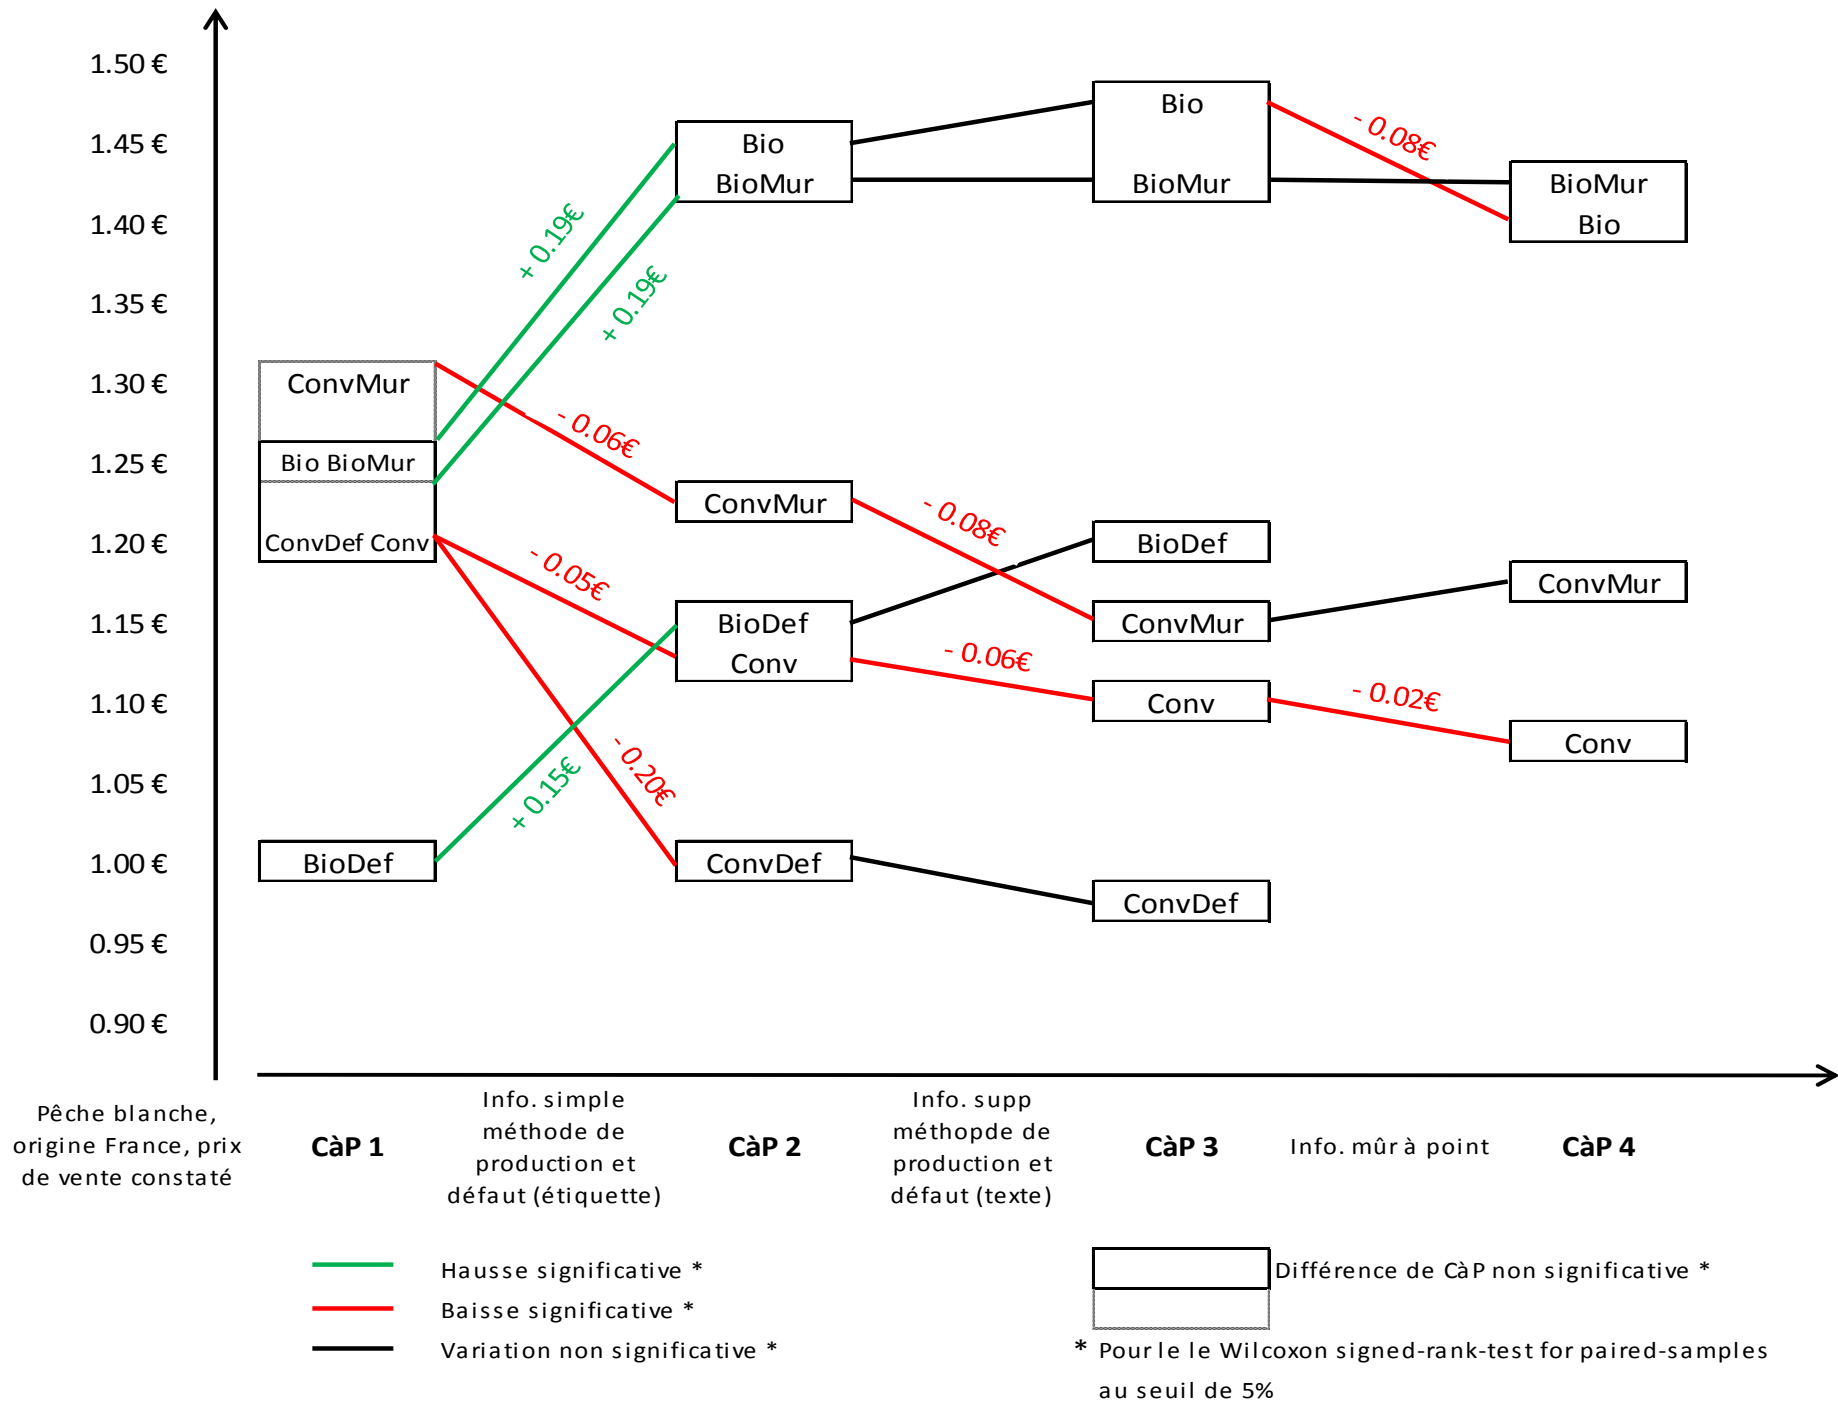 1.50 €
1.45 €
1.40 €
1.35 €
1.30 €
1.25 €
1.20 €
1.15 €
1.10 €
1.05 €
1.00 €
0.95 €
0.90 €
ConvMur
Bio BioMur
ConvDef Conv
BioDef
+ 0.19€
+ 0.19€
- 0.06€
- 0.05€
- 0.20€
+ 0.15€
Bio
BioMur
ConvMur
BioDef
Conv
ConvDef
- 0.08€
- 0.06€
Bio
BioMur
BioDef
ConvMur
Conv
ConvDef
- 0.08€
- 0.02€
BioMur
Bio
ConvMur
Conv
Pêche blanche,
origine France, prix
de vente constaté
CàP 1
Info. simple
méthode de
production et
défaut (étiquette)
CàP 2
Info. supp
méthopde de
production et
défaut (texte)
CàP 3
Info. mûr à point
CàP 4
Hausse significative *
Baisse significative *
Variation non significative *
Différence de CàP non significative *
* Pour le le Wilcoxon signed-rank-test for paired-samples
au seuil de 5%